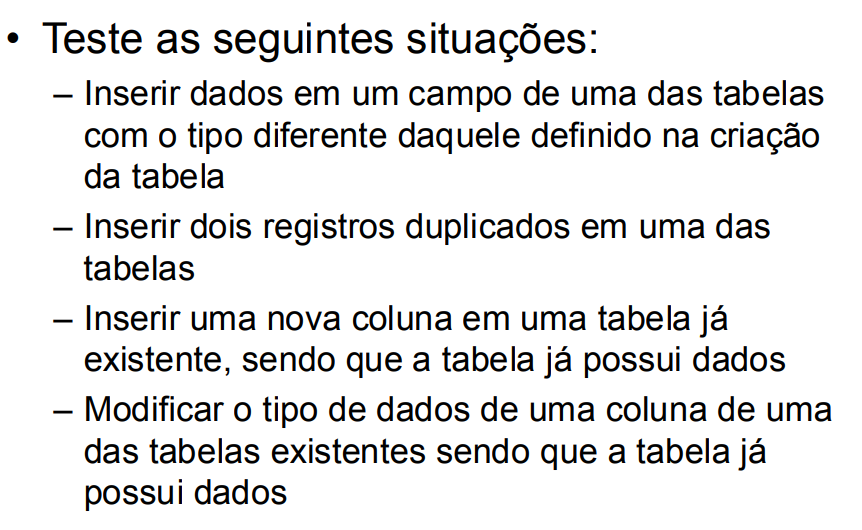 • Teste as seguintes situações:
– Inserir dados em um campo de uma das tabelas
com o tipo diferente daquele definido na criação
da tabela
– Inserir dois registros duplicados em uma das
tabelas
– Inserir uma nova coluna em uma tabela já
existente, sendo que a tabela já possui dados
– Modificar o tipo de dados de uma coluna de uma
das tabelas existentes sendo que a tabela já
possui dados